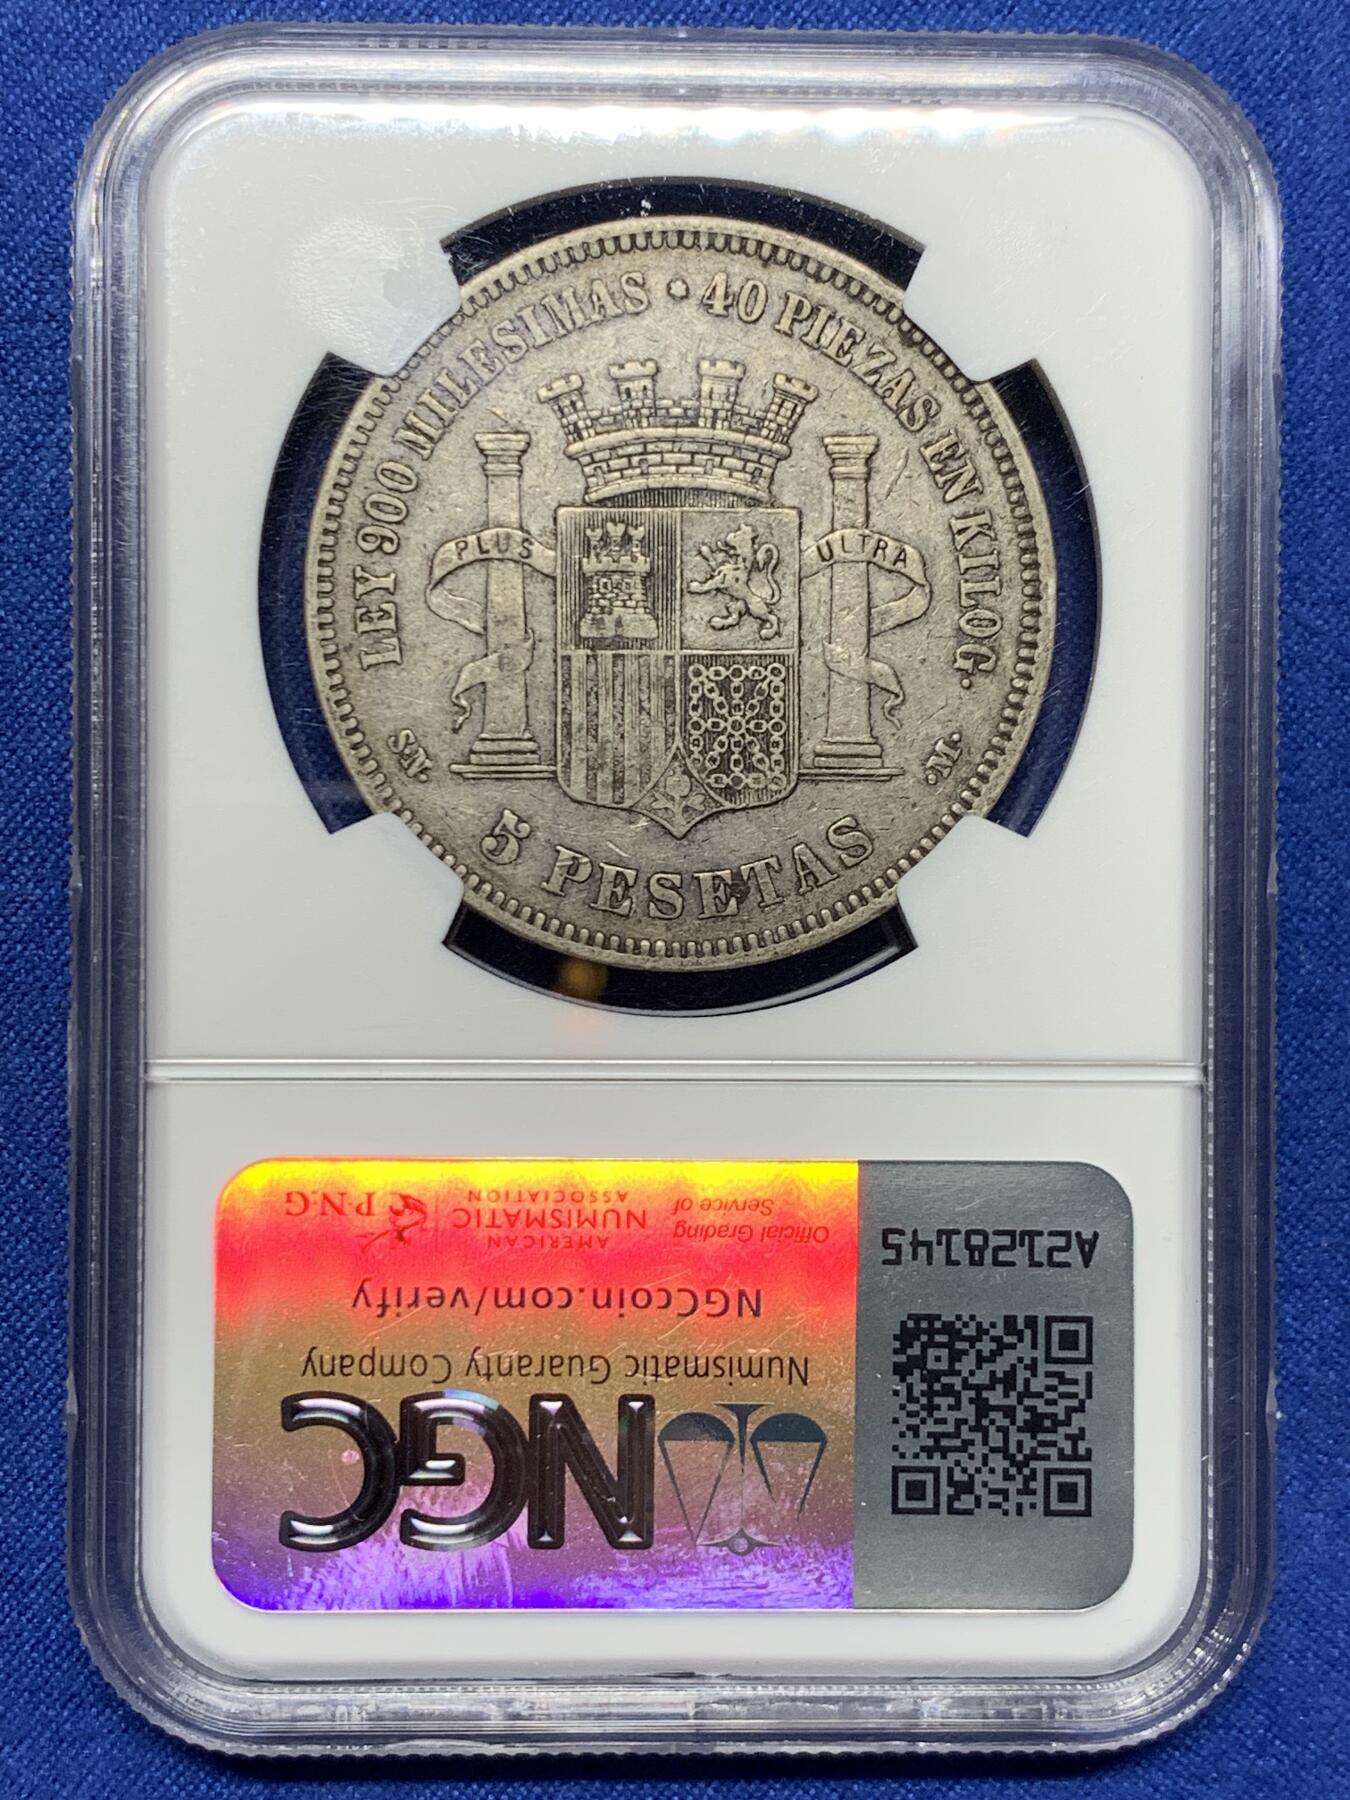 LEY 900 MILESIMAS * 40 PIEZAS EN KILOG.
PLUS ULTRA
SN. .M.
5 PESETAS
NGC
Numismatic Guaranty Company
NGCcoin.com/verify
Official Grading
Service of
AMERICAN
NUMISMATIC
ASSOCIATION
P.N.G
A2128145